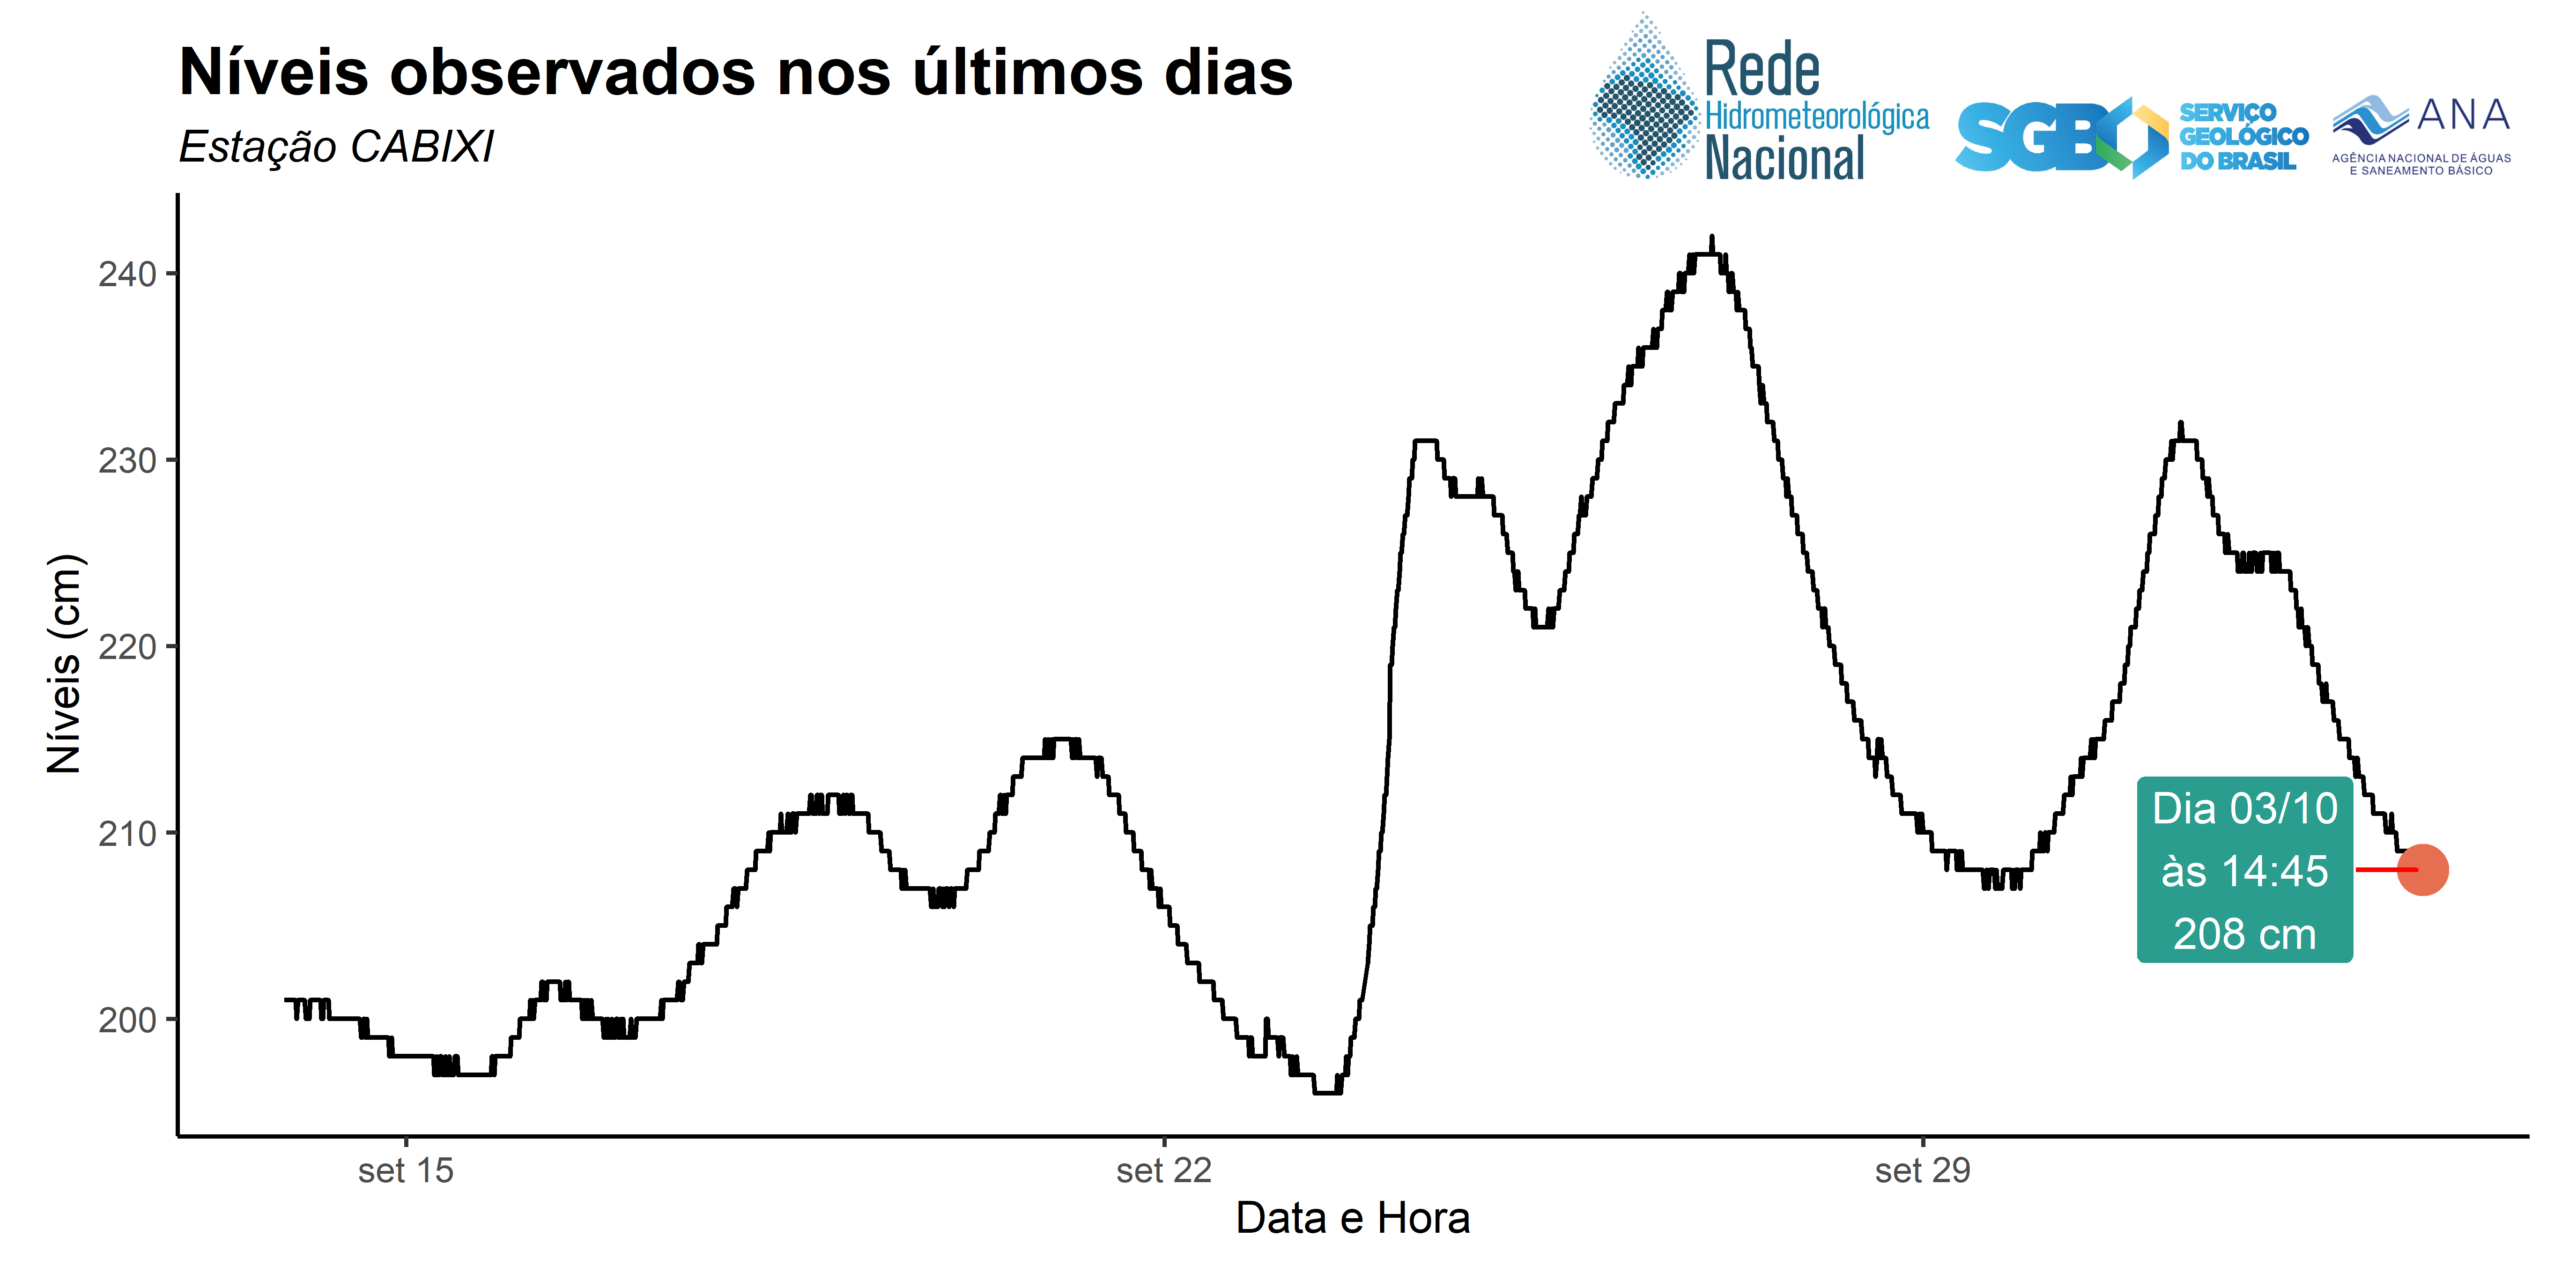 Níveis observados nos últimos dias
Estação CABIXI
Rede
Hidrometeorológica
Nacional
SGB
SERVIÇO
GEOLÓGICO
DO BRASIL
ANA
AGÊNCIA NACIONAL DE ÁGUAS
E SANEAMENTO BÁSICO
Níveis (cm)
240
230
220
210
200
Dia 03/10
às 14:45
208 cm
set 15
set 22
set 29
Data e Hora